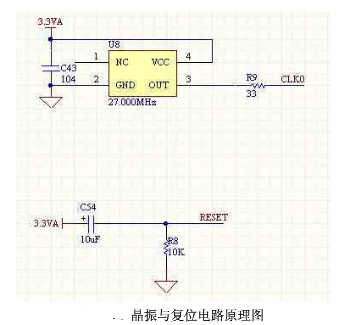 3.3VA
U8
1 NC VCC 4
C43
104
2 GND OUT 3
R9
33
CLK0
27.000MHz
C54
3.3VA
+
10uF
RESET
R8
10K
晶振与复位电路原理图